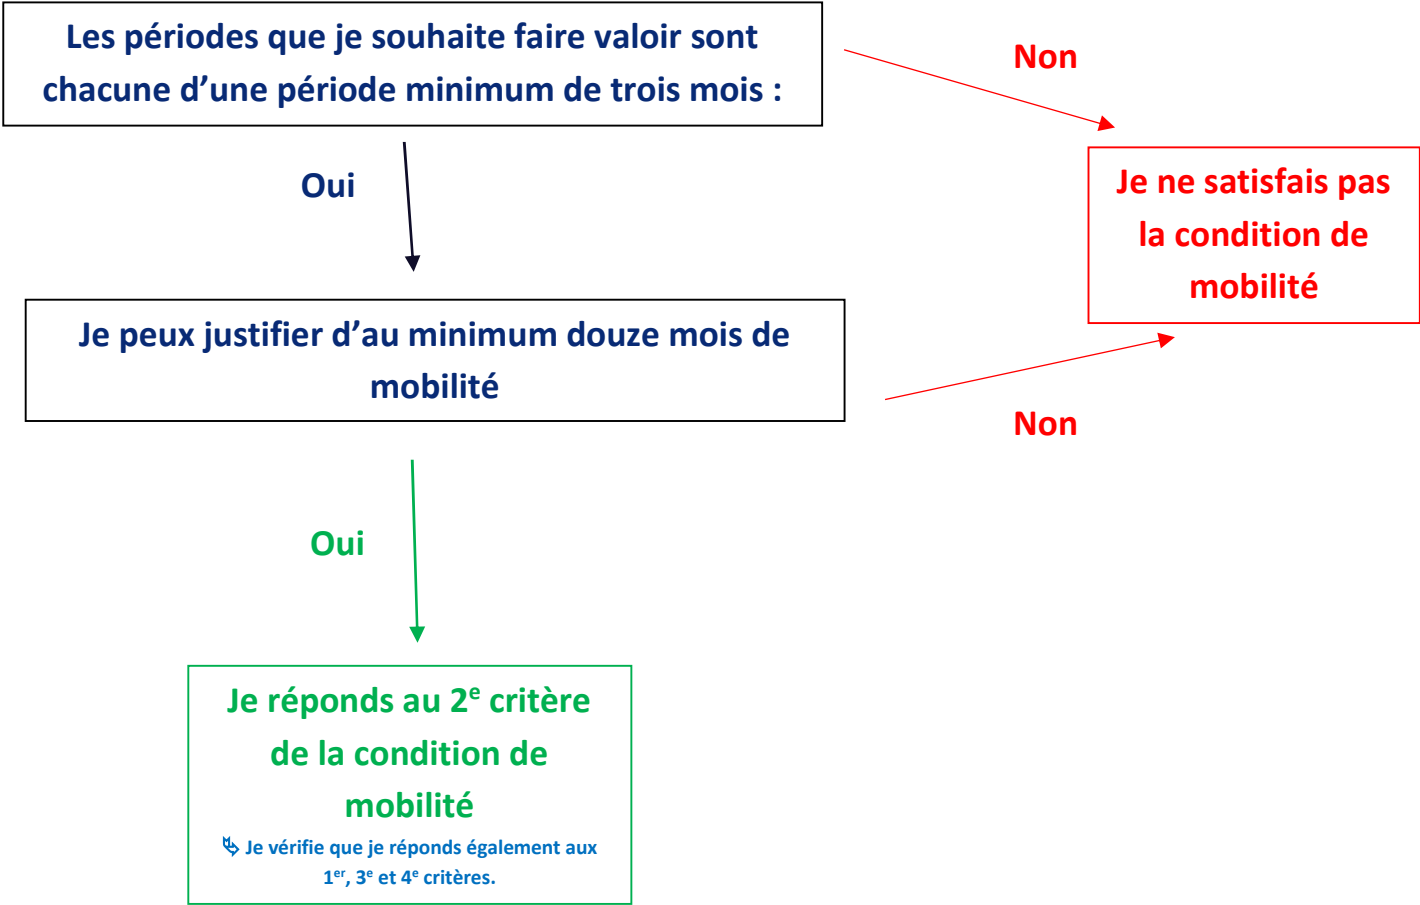 Les périodes que je souhaite faire valoir sont
chacune d’une période minimum de trois mois :
Non
Oui
Je ne satisfais pas
la condition de
mobilité
Je peux justifier d’au minimum douze mois de
mobilité
Non
Oui
Je réponds au 2e critère
de la condition de
mobilité
Je vérifie que je réponds également aux
1er, 3e et 4e critères.